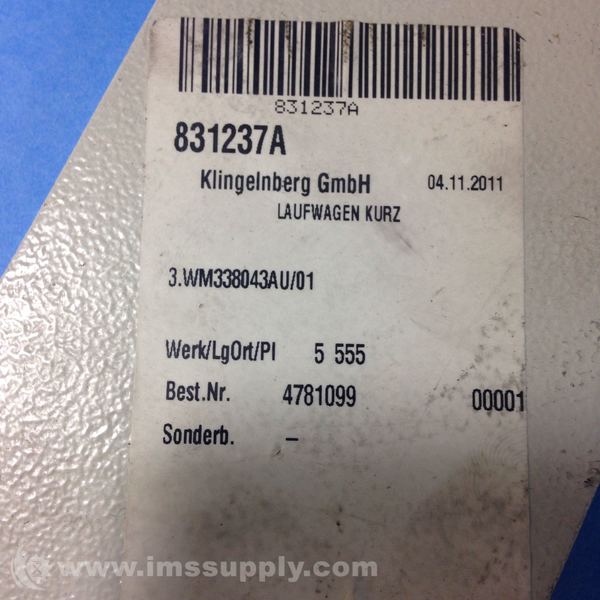 831237A
831237A
Klingelnberg GmbH 04.11.2011
LAUFWAGEN KURZ
3.WM338043AU/01
Werk/LgOrt/Pl 5 555
Best.Nr. 4781099 00001
Sonderb. –
www.imssupply.com